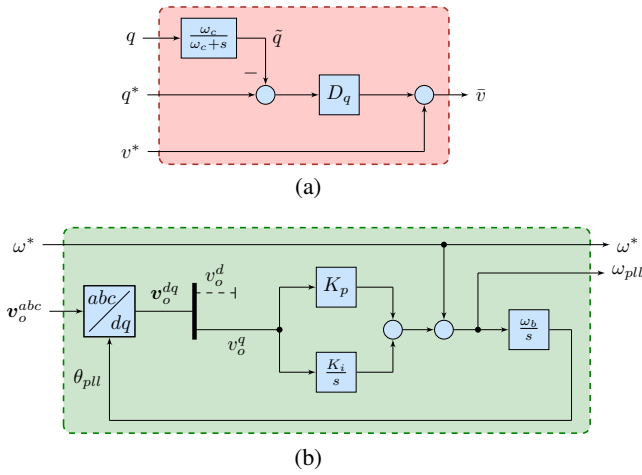 q
ω_c / (ω_c + s)
q̃
−
q*
D_q
v̄
v*
(a)
ω*
ω*
ω_pll
v_o^abc
abc / dq
v_o^dq
v_o^d
K_p
ω_b / s
v_o^q
θ_pll
K_i / s
(b)